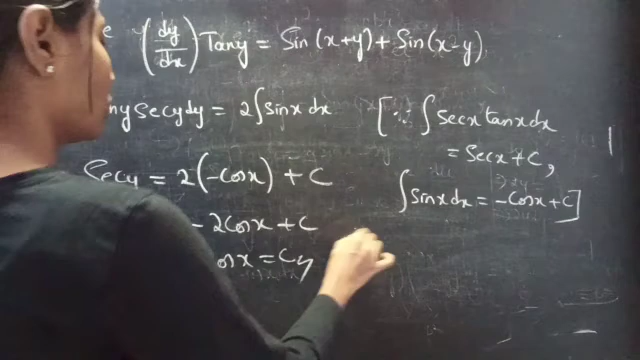 (dy/dx) Tany = Sin(x+y) + Sin(x-y)
ny Secy dy = 2∫sinx dx
[∵ ∫Secx tanx dx
= Secx + C,
∫Sinx dx = -Cosx + C]
Secy = 2(-Cosx) + C
- 2Cosx + C
osx = C